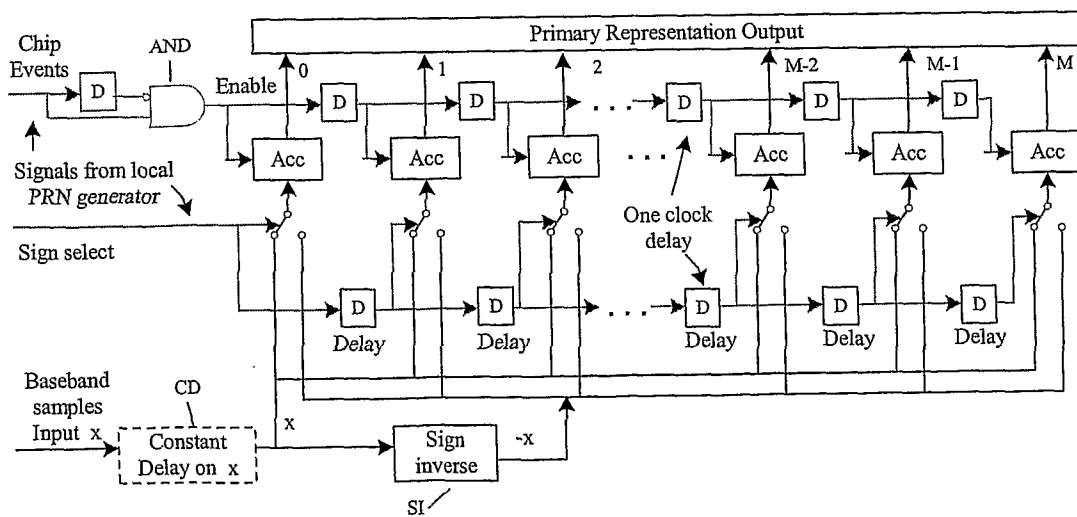 Primary Representation Output
Chip
Events
AND
D
Enable
0
1
2
M-2
M-1
M
D
D
. . .
D
D
D
Acc
Acc
Acc
. . .
Acc
Acc
Acc
Signals from local
PRN generator
One clock
delay
Sign select
D
D
. . .
D
D
D
Delay
Delay
Delay
Delay
Delay
Baseband
samples
Input x
CD
Constant
Delay on x
x
Sign
inverse
-x
SI